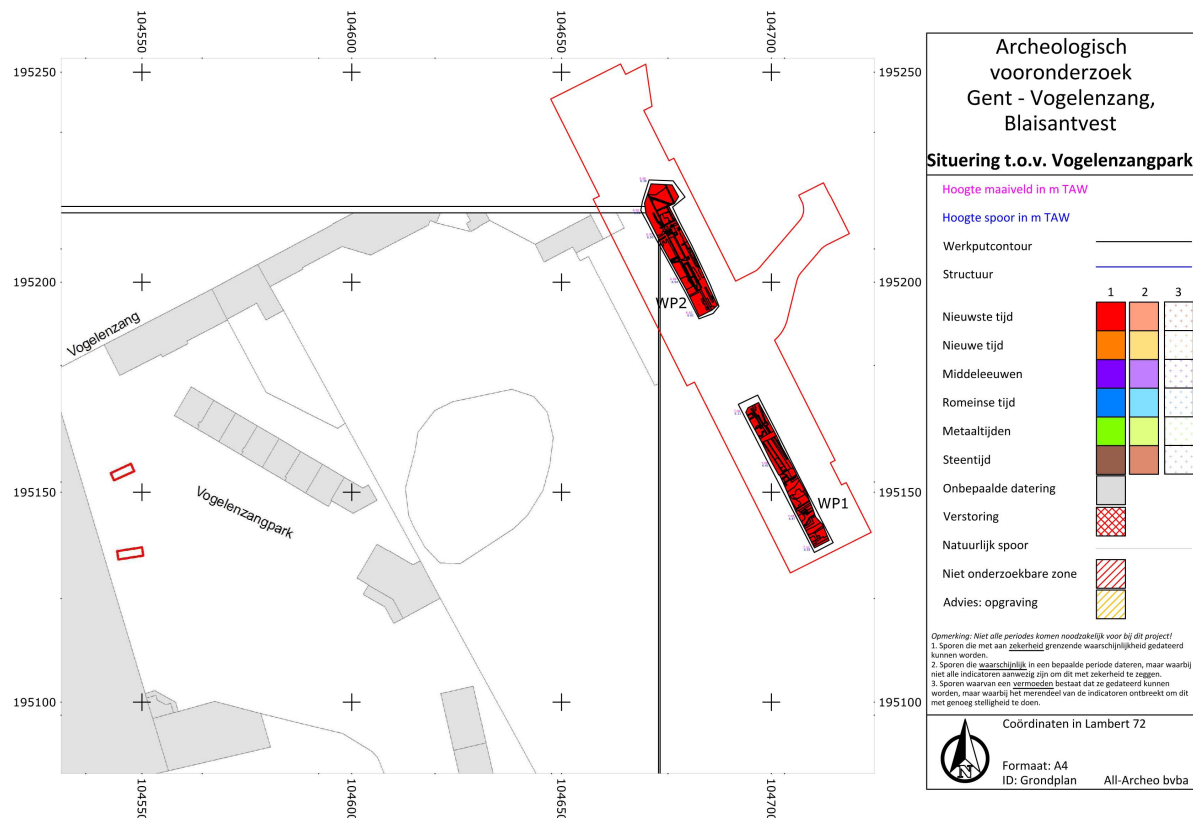 104550
104600
104650
104700
195250
195250
195200
195200
195150
195150
195100
195100
104550
104600
104650
104700
Vogelenzang
Vogelenzangpark
WP2
WP1
Archeologisch
vooronderzoek
Gent - Vogelenzang,
Blaisantvest
Situering t.o.v. Vogelenzangpark
Hoogte maaiveld in m TAW
Hoogte spoor in m TAW
Werkputcontour
Structuur
1 2 3
Nieuwste tijd
Nieuwe tijd
Middeleeuwen
Romeinse tijd
Metaaltijden
Steentijd
Onbepaalde datering
Verstoring
Natuurlijk spoor
Niet onderzoekbare zone
Advies: opgraving
Opmerking: Niet alle periodes komen noodzakelijk voor bij dit project!
1. Sporen die met aan zekerheid grenzende waarschijnlijkheid gedateerd
kunnen worden.
2. Sporen die waarschijnlijk in een bepaalde periode dateren, maar waarbij
niet alle indicatoren aanwezig zijn om dit met zekerheid te zeggen.
3. Sporen waarvan een vermoeden bestaat dat ze gedateerd kunnen
worden, maar waarbij het merendeel van de indicatoren ontbreekt om dit
met genoeg stelligheid te doen.
N
Coördinaten in Lambert 72
Formaat: A4
ID: Grondplan All-Archeo bvba